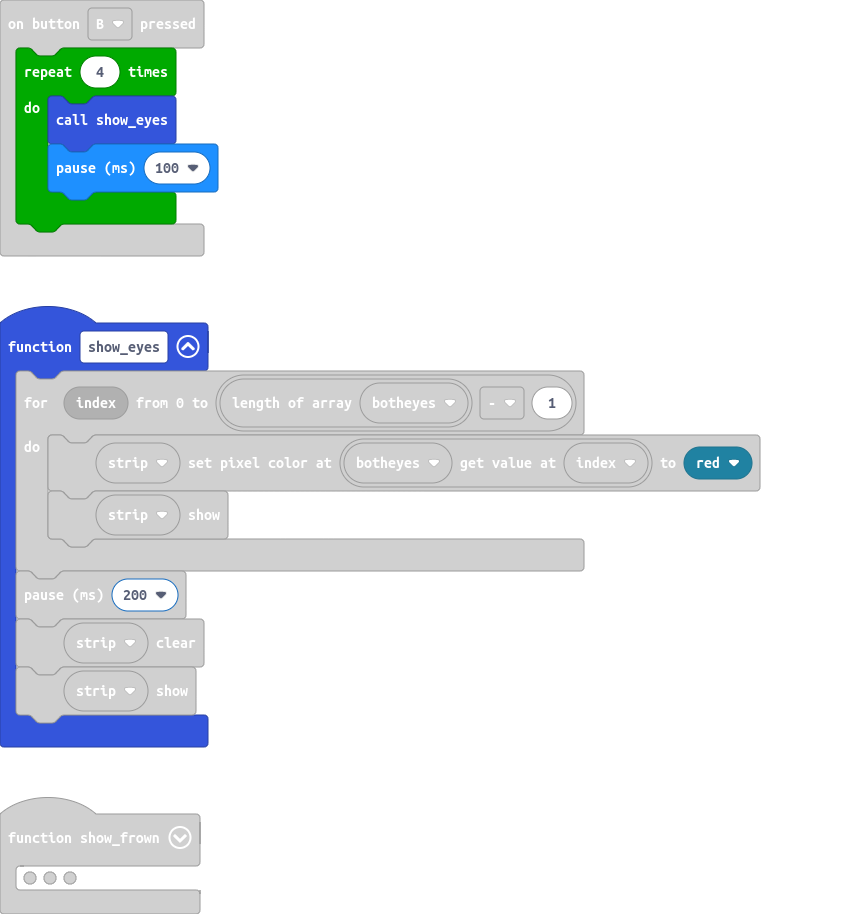 on button B pressed
repeat 4 times
do call show_eyes
pause (ms) 100
function show_eyes
for index from 0 to length of array botheyes - 1
do strip set pixel color at botheyes get value at index to red
strip show
pause (ms) 200
strip clear
strip show
function show_frown